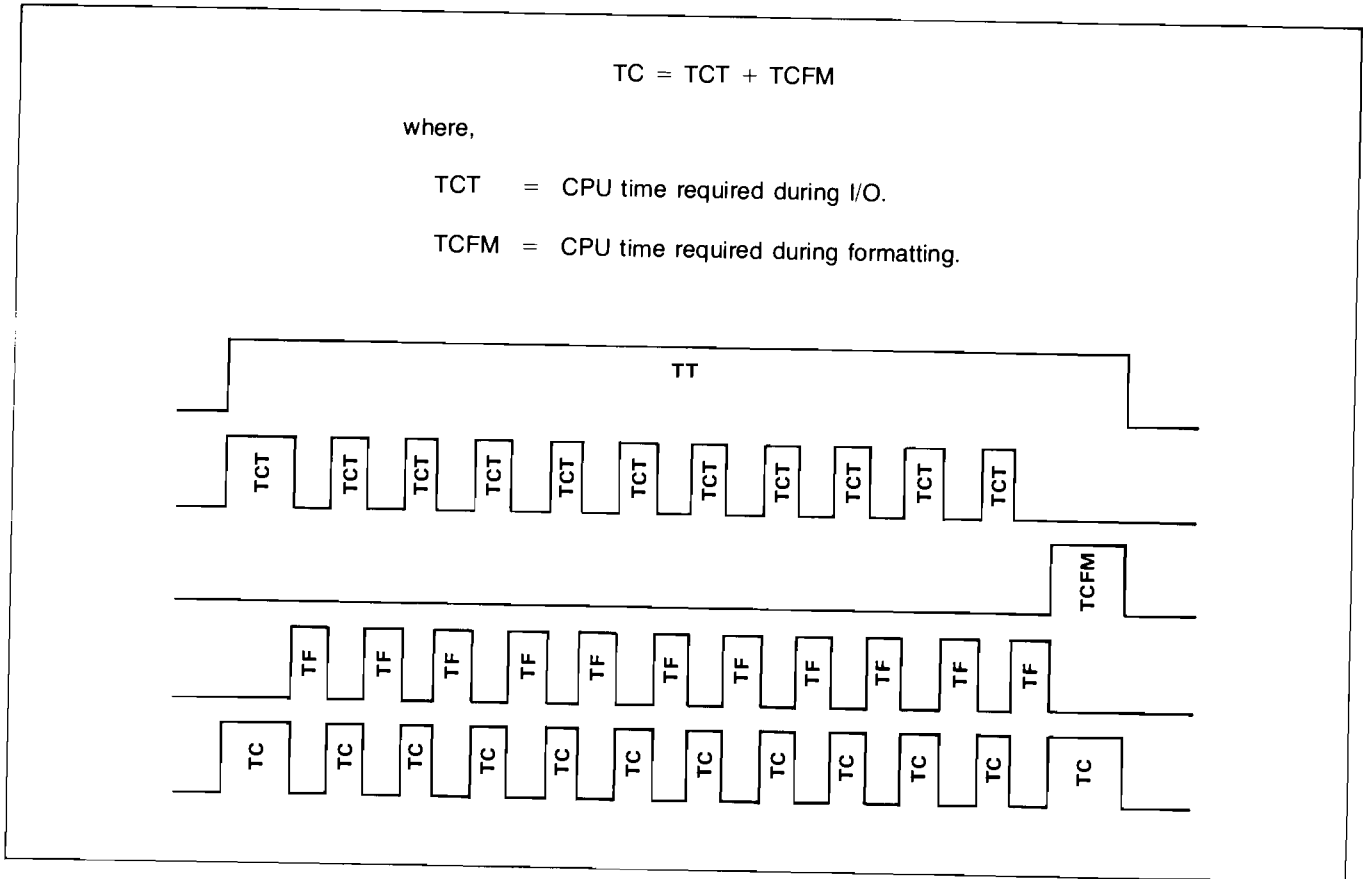 TC = TCT + TCFM
where,
TCT = CPU time required during I/O.
TCFM = CPU time required during formatting.
TT
TCT TCT TCT TCT TCT TCT TCT TCT TCT TCT TCT
TCFM
TF TF TF TF TF TF TF TF TF TF TF
TC TC TC TC TC TC TC TC TC TC TC TC